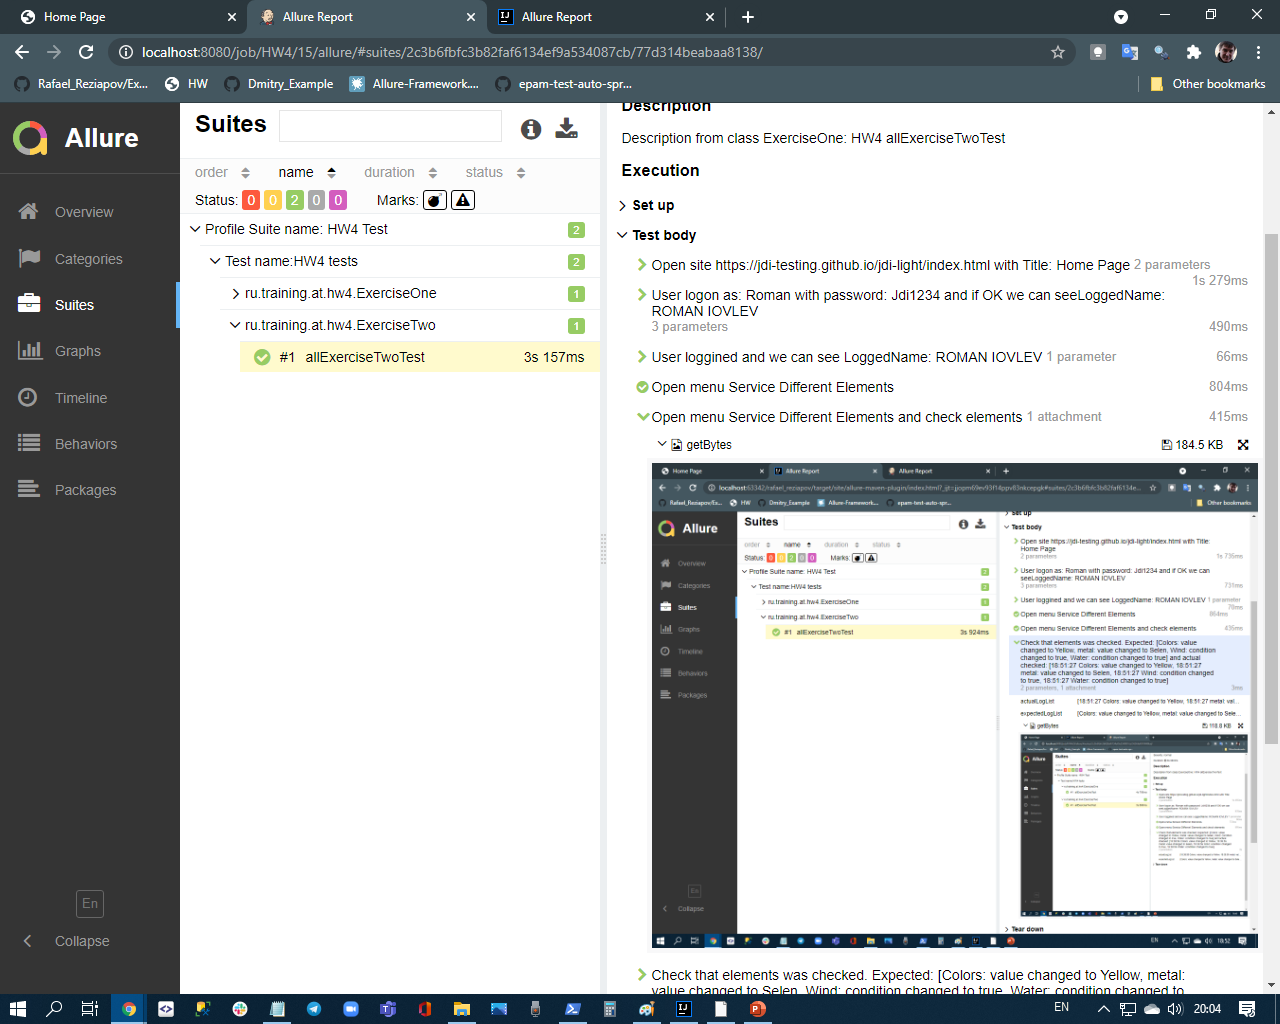 Home Page
Allure Report
Allure Report
localhost:8080/job/HW4/15/allure/#suites/2c3b6fbfc3b82faf6134ef9a534087cb/77d314beabaa8138/
Rafael_Reziapov/Ex...
HW
Dmitry_Example
Allure-Framework....
epam-test-auto-spr...
Other bookmarks
Allure
Overview
Categories
Suites
Graphs
Timeline
Behaviors
Packages
En
Collapse
Suites
order name duration status
Status: 0 0 2 0 0 Marks:
Profile Suite name: HW4 Test 2
Test name:HW4 tests 2
ru.training.at.hw4.ExerciseOne 1
ru.training.at.hw4.ExerciseTwo 1
#1 allExerciseTwoTest 3s 157ms
Description
Description from class ExerciseOne: HW4 allExerciseTwoTest
Execution
Set up
Test body
Open site https://jdi-testing.github.io/jdi-light/index.html with Title: Home Page 2 parameters
1s 279ms
User logon as: Roman with password: Jdi1234 and if OK we can seeLoggedName:
ROMAN IOVLEV
3 parameters 490ms
User loggined and we can see LoggedName: ROMAN IOVLEV 1 parameter 66ms
Open menu Service Different Elements 804ms
Open menu Service Different Elements and check elements 1 attachment 415ms
getBytes 184.5 KB
Home Page
Allure Report
Allure Report
Rafael_Reziapov/Ex...
HW
Dmitry_Example
Allure-Framework....
epam-test-auto-spr...
Other bookmarks
Allure
Overview
Categories
Suites
Graphs
Timeline
Behaviors
Packages
En
Collapse
Suites
order name duration status
Status: 0 0 2 0 0 Marks:
Profile Suite name: HW4 Test 2
Test name:HW4 tests 2
ru.training.at.hw4.ExerciseOne 1
ru.training.at.hw4.ExerciseTwo 1
#1 allExerciseTwoTest 3s 924ms
Set up
Test body
Open site https://jdi-testing.github.io/jdi-light/index.html with Title:
Home Page
2 parameters 1s 735ms
User logon as: Roman with password: Jdi1234 and if OK we can
seeLoggedName: ROMAN IOVLEV
3 parameters 731ms
User loggined and we can see LoggedName: ROMAN IOVLEV 1 parameter
70ms
Open menu Service Different Elements 864ms
Open menu Service Different Elements and check elements 435ms
Check that elements was checked. Expected: [Colors: value
changed to Yellow, metal: value changed to Selen, Wind: condition
changed to true, Water: condition changed to true] and actual
checked: [18:51:27 Colors: value changed to Yellow, 18:51:27
metal: value changed to Selen, 18:51:27 Wind: condition changed
to true, 18:51:27 Water: condition changed to true]
2 parameters, 1 attachment 3ms
actualLogList [18:51:27 Colors: value changed to Yellow, 18:51:27 metal: val...
expectedLogList [Colors: value changed to Yellow, metal: value changed to Sele...
getBytes 118.8 KB
Allure
Suites
Tear down
EN
18:52
Check that elements was checked. Expected: [Colors: value changed to Yellow, metal:
value changed to Selen, Wind: condition changed to true, Water: condition changed to
EN
20:04